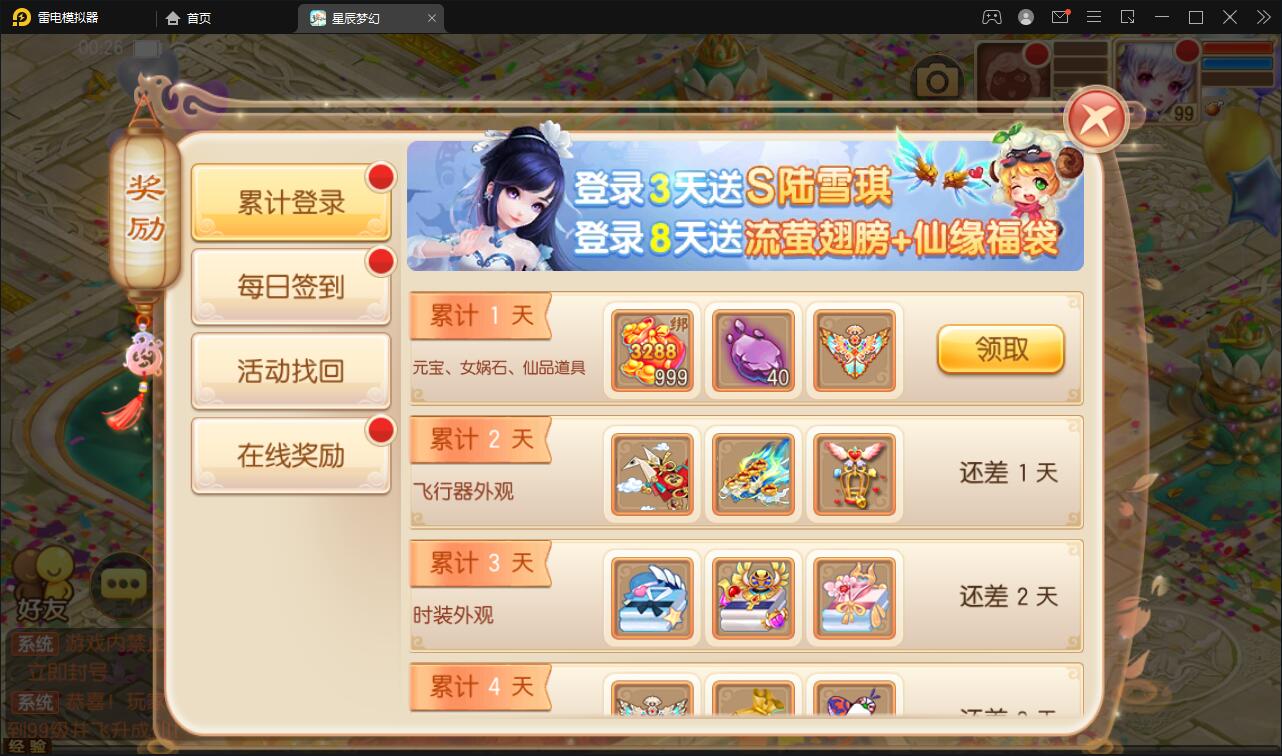 雷电模拟器
首页
星辰梦幻
00:26
99
奖励
累计登录
每日签到
活动找回
在线奖励
登录3天送S陆雪琪
登录8天送流萤翅膀+仙缘福袋
累计 1 天
元宝、女娲石、仙品道具
绑
3288
999
40
领取
累计 2 天
飞行器外观
还差 1 天
累计 3 天
时装外观
还差 2 天
累计 4 天
好友
系统 游戏内禁止
立即封号
系统 恭喜！玩家
到99级并飞升成仙
经验